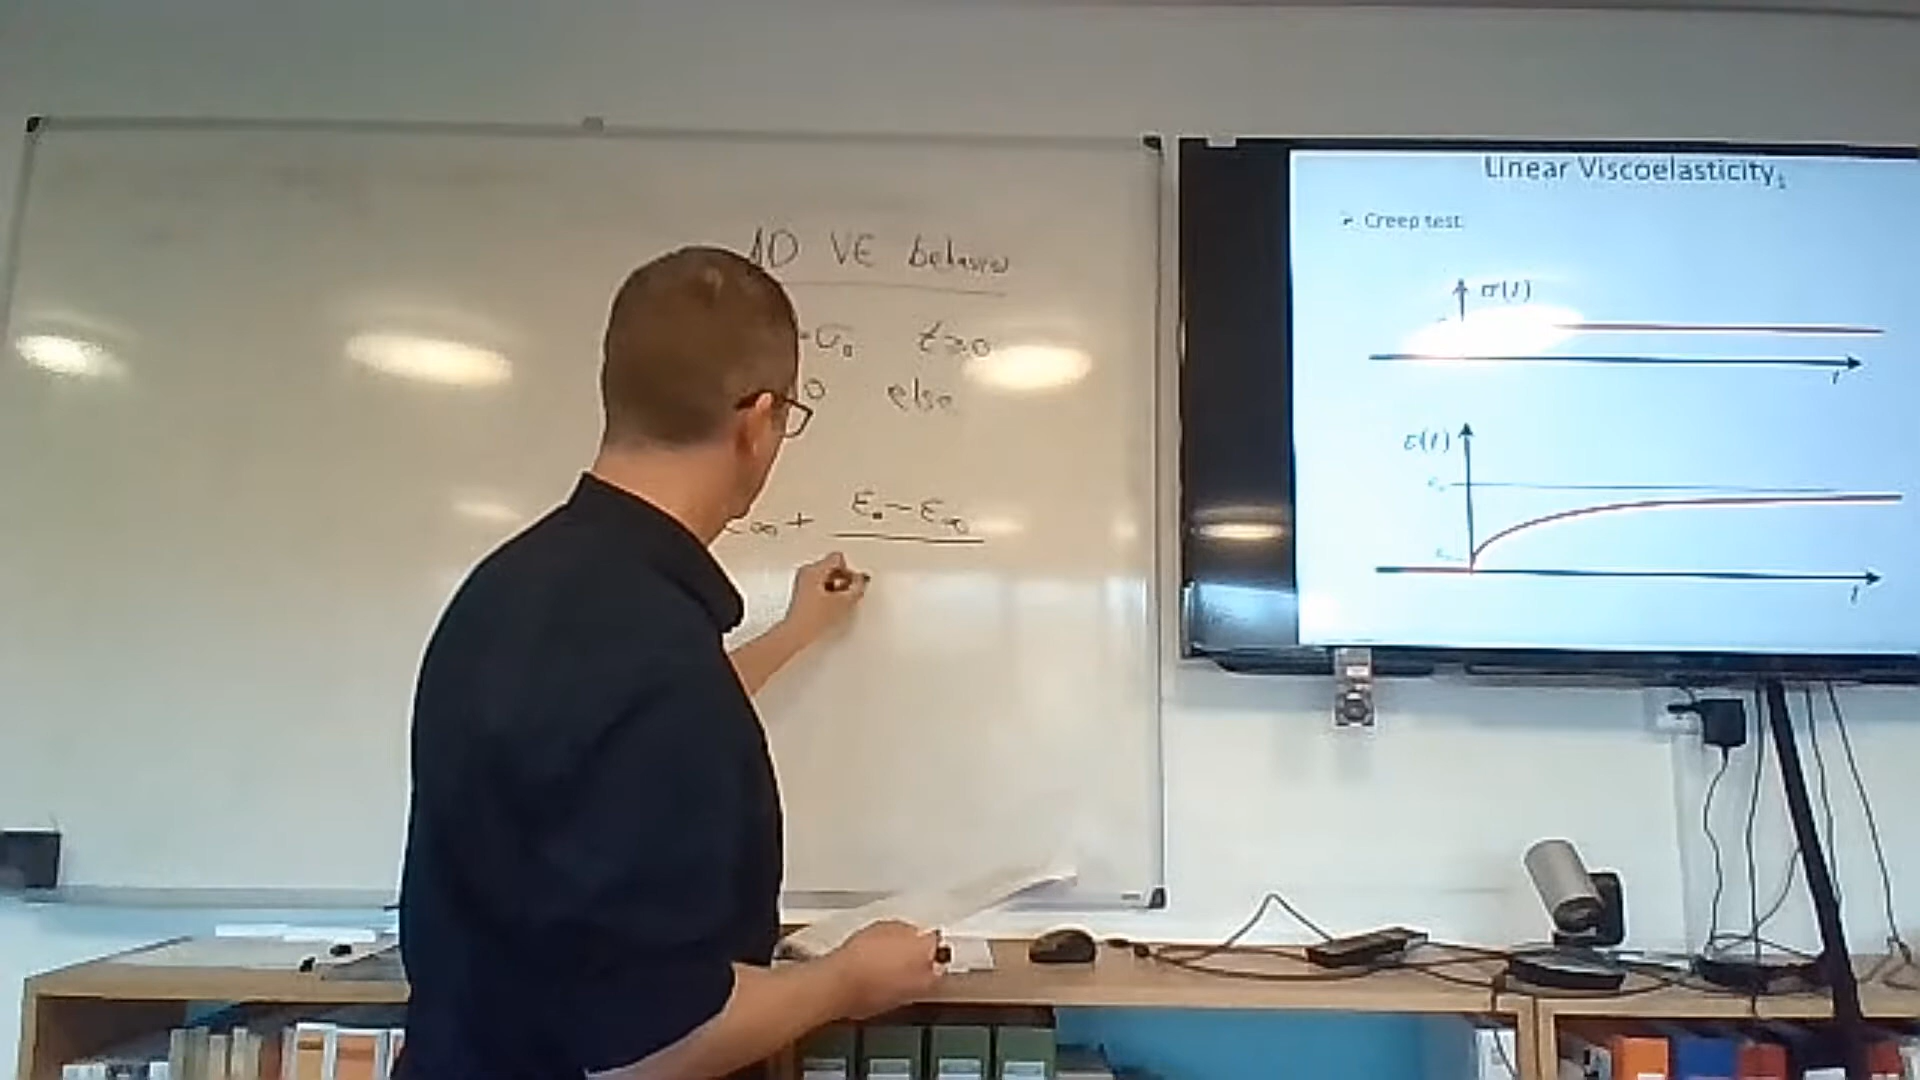 1D VE behavior
= σ₀ t ≥ 0
0 else
ε∞ + ε₀ − ε∞
Linear Viscoelasticity
Creep test
σ(t)
t
ε(t)
t